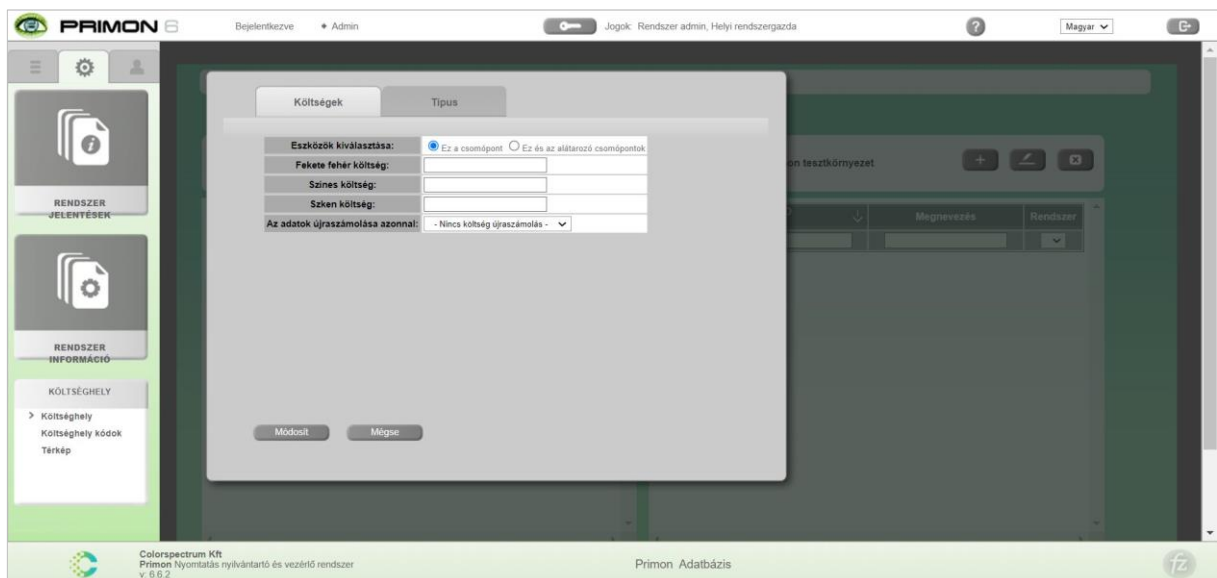 PRIMON 6
Bejelentkezve
Admin
Jogok: Rendszer admin, Helyi rendszergazda
?
Magyar
RENDSZER
JELENTÉSEK
RENDSZER
INFORMÁCIÓ
KÖLTSÉGHELY
> Költséghely
Költséghely kódok
Térkép
Költségek
Típus
Eszközök kiválasztása:
Ez a csomópont
Ez és az alátarozó csomópontok
Fekete fehér költség:
Színes költség:
Szken költség:
Az adatok újraszámolása azonnal:
- Nincs költség újraszámolás -
Módosít
Mégse
on tesztkörnyezet
Megnevezés
Rendszer
Colorspectrum Kft
Primon Nyomtatás nyilvántartó és vezérlő rendszer
v. 6.6.2
Primon Adatbázis
fz